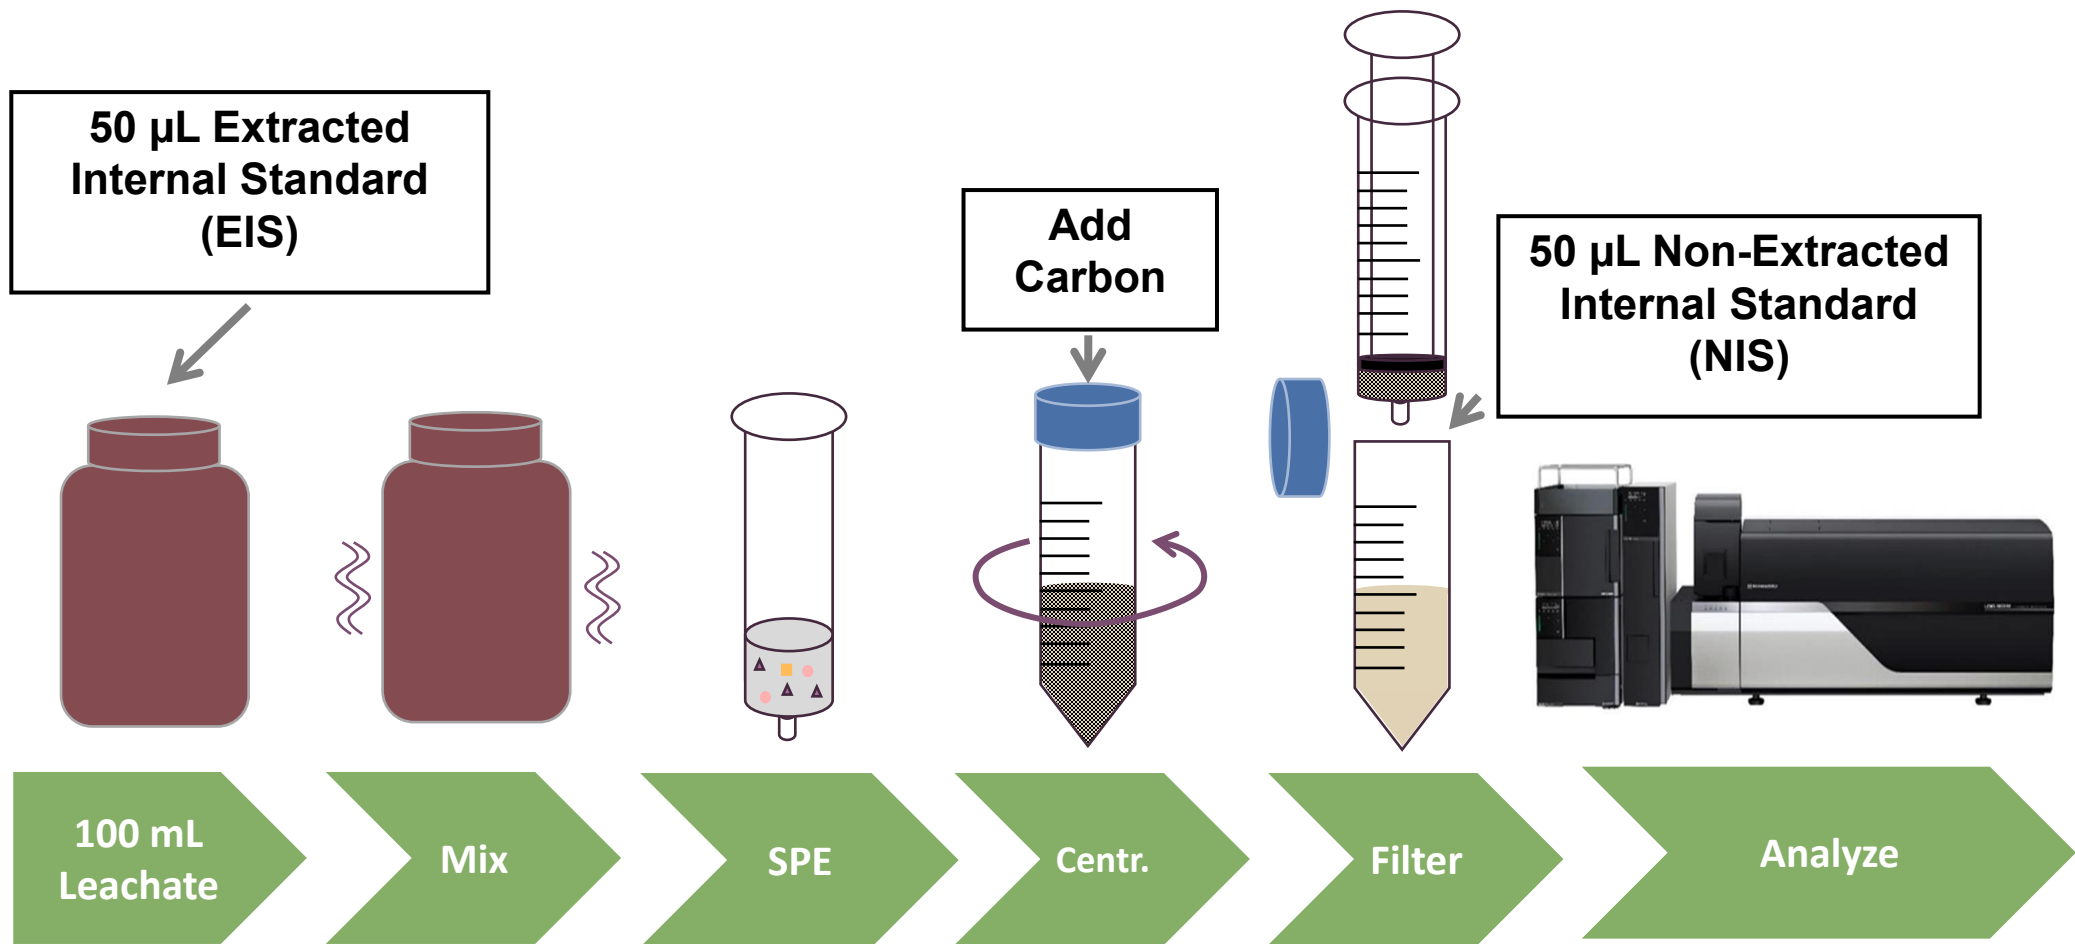 50 µL Extracted
Internal Standard
(EIS)
Add
Carbon
50 µL Non-Extracted
Internal Standard
(NIS)
100 mL
Leachate
Mix
SPE
Centr.
Filter
Analyze